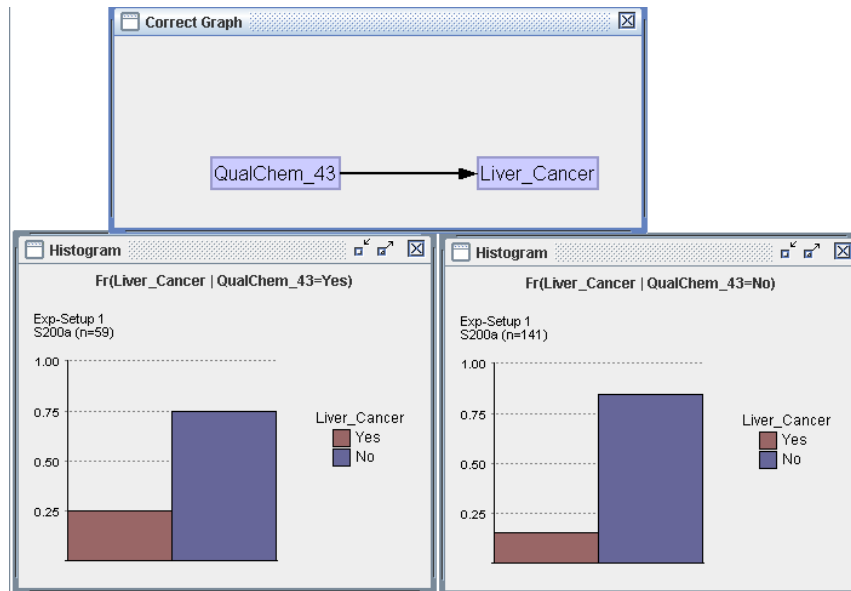 Correct Graph
QualChem_43
Liver_Cancer
Histogram
Fr(Liver_Cancer | QualChem_43=Yes)
Exp-Setup 1
S200a (n=59)
1.00
0.75
0.50
0.25
Liver_Cancer
Yes
No
Histogram
Fr(Liver_Cancer | QualChem_43=No)
Exp-Setup 1
S200a (n=141)
1.00
0.75
0.50
0.25
Liver_Cancer
Yes
No